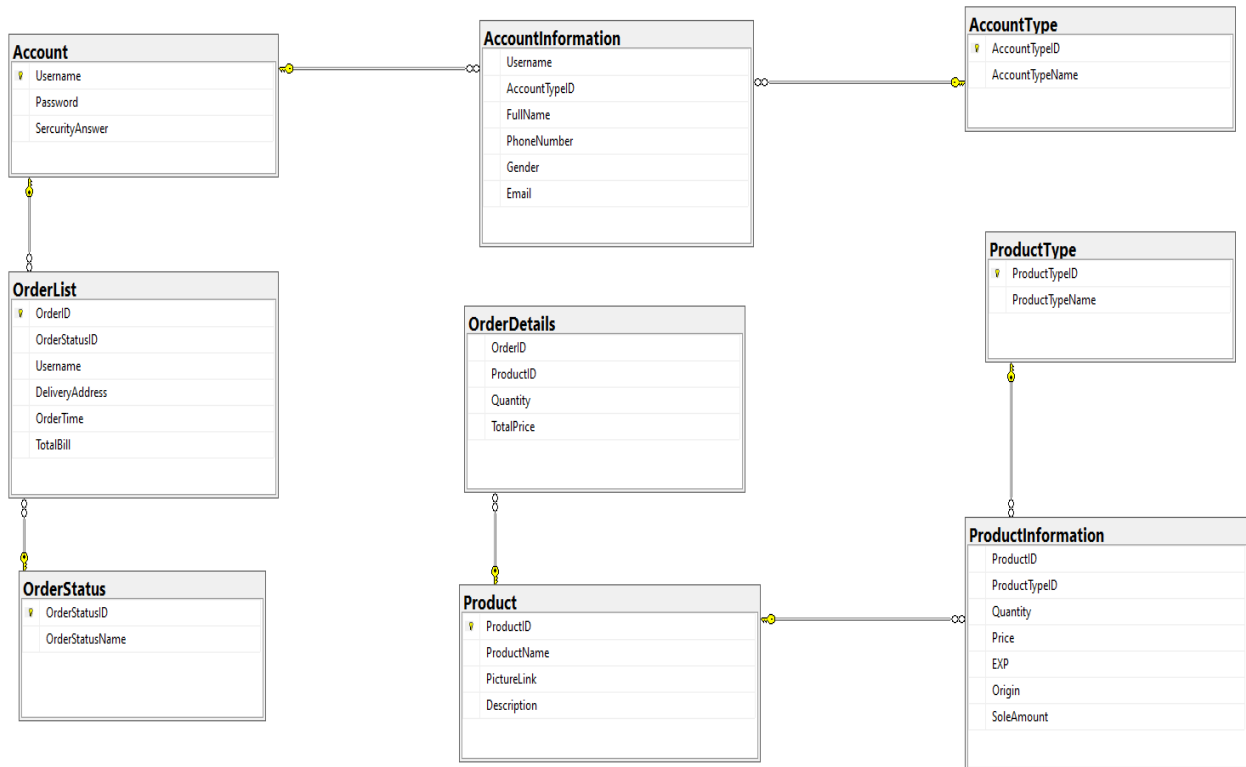 Account
Username
Password
SercurityAnswer
AccountInformation
Username
AccountTypeID
FullName
PhoneNumber
Gender
Email
AccountType
AccountTypeID
AccountTypeName
OrderList
OrderID
OrderStatusID
Username
DeliveryAddress
OrderTime
TotalBill
OrderDetails
OrderID
ProductID
Quantity
TotalPrice
ProductType
ProductTypeID
ProductTypeName
OrderStatus
OrderStatusID
OrderStatusName
Product
ProductID
ProductName
PictureLink
Description
ProductInformation
ProductID
ProductTypeID
Quantity
Price
EXP
Origin
SoleAmount